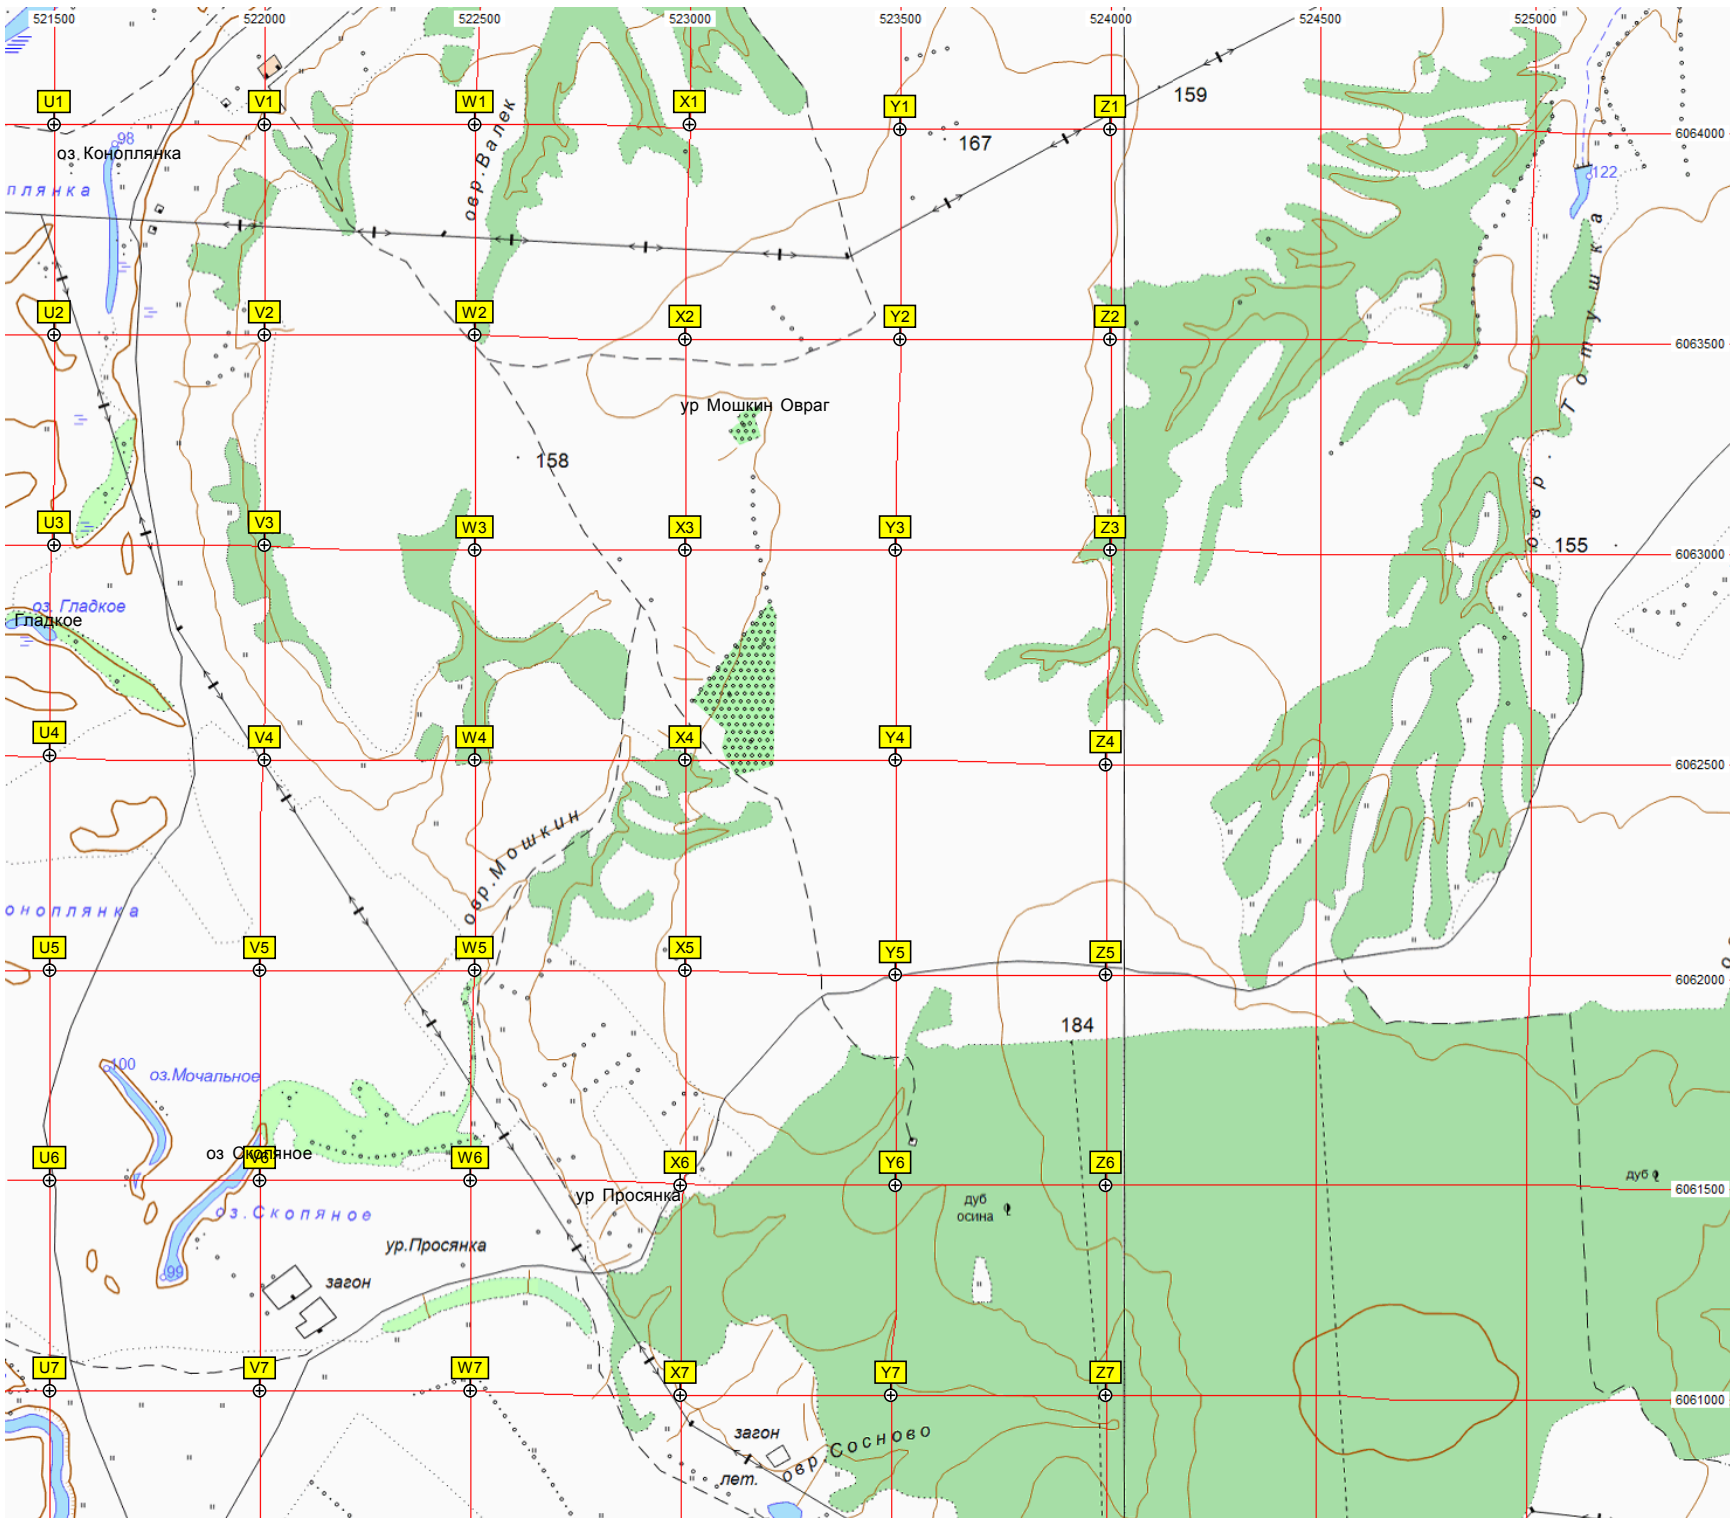 521500 522000 522500 523000 523500 524000 524500 525000
U1 V1 W1 X1 Y1 Z1
159
6064000
98
167
оз. Коноплянка
овр.Валек
122
плянка
U2 V2 W2 X2 Y2 Z2
6063500
ур Мошкин Овраг
овр. Тотушка
158
U3 V3 W3 X3 Y3 Z3
155
6063000
оз. Гладкое
Гладкое
U4 V4 W4 X4 Y4 Z4
6062500
овр.Мошкин
оноплянка
U5 V5 W5 X5 Y5 Z5
6062000
184
100
оз.Мочальное
оз Скопяное
U6 V6 W6 X6 Y6 Z6
дуб
6061500
ур Просянка
дуб
осина
оз.Скопяное
ур.Просянка
99
загон
U7 V7 W7 X7 Y7 Z7
6061000
загон
овр.Сосново
лет.